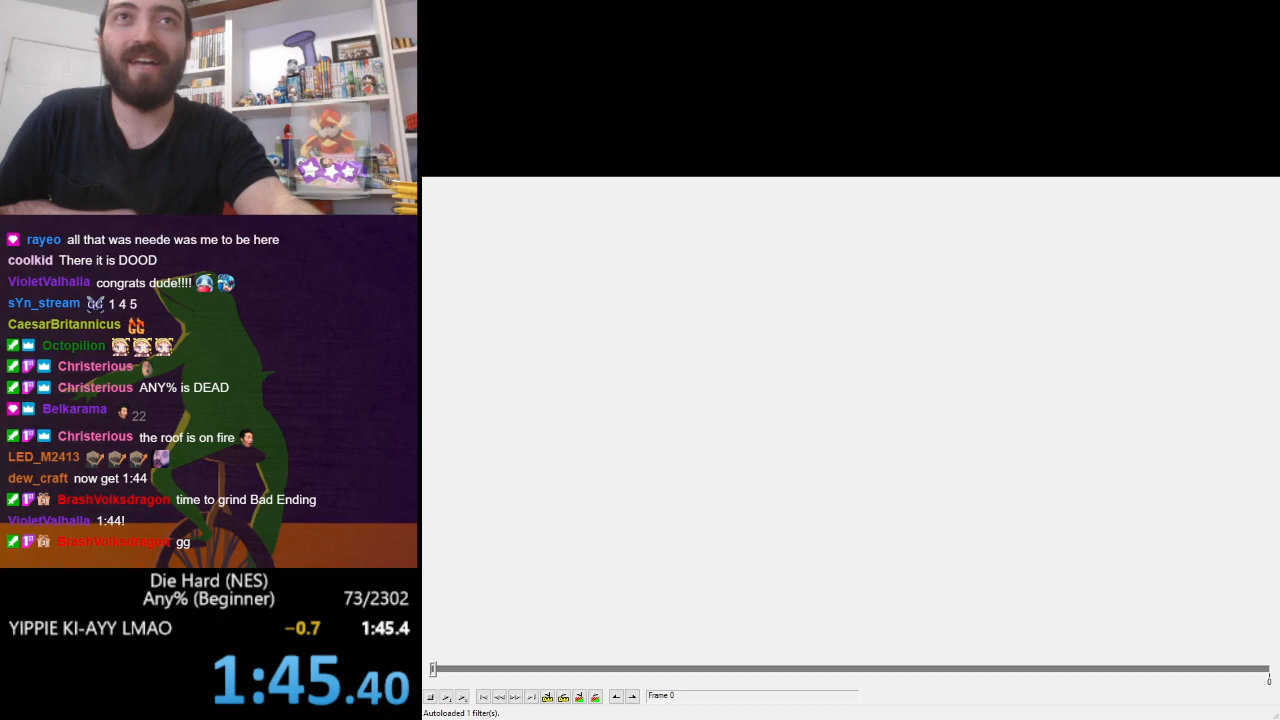 rayeo all that was neede was me to be here
coolkid There it is DOOD
VioletValhalla congrats dude!!!!
sYn_stream GG 1 4 5
CaesarBritannicus GG
Octopilion
Christerious
Christerious ANY% is DEAD
Belkarama 22
Christerious the roof is on fire
LED_M2413
dew_craft now get 1:44
BrashVolksdragon time to grind Bad Ending
VioletValhalla 1:44!
BrashVolksdragon gg
Die Hard (NES)
Any% (Beginner) 73/2302
YIPPIE KI-AYY LMAO −0.7 1:45.4
1:45.40
0
Frame 0
Autoloaded 1 filter(s).